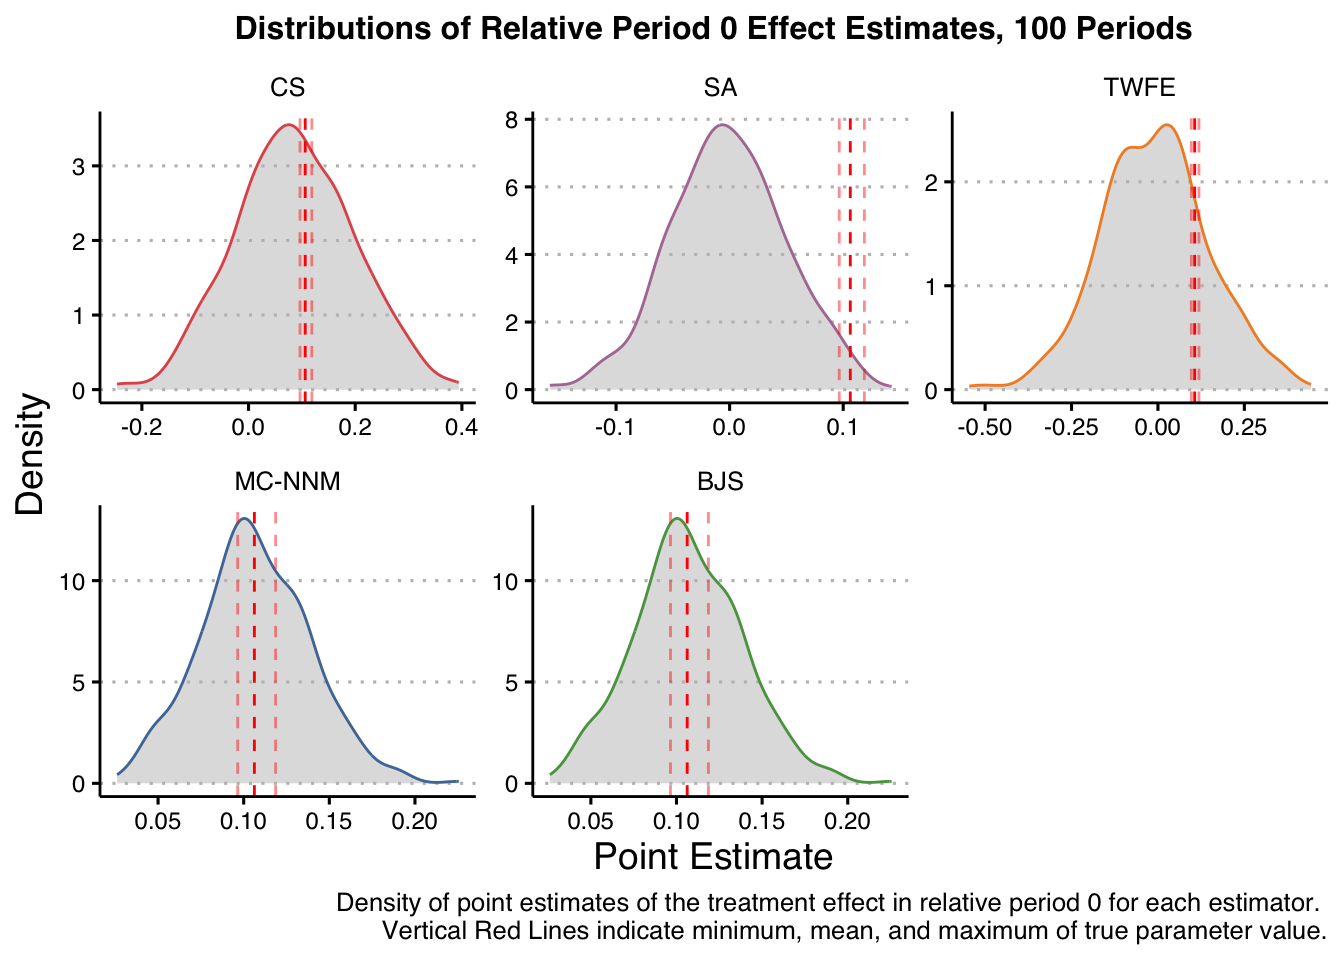 Distributions of Relative Period 0 Effect Estimates, 100 Periods
CS
SA
TWFE
3
2
1
0
-0.2 0.0 0.2 0.4
8
6
4
2
0
-0.1 0.0 0.1
2
1
0
-0.50 -0.25 0.00 0.25
Density
MC-NNM
BJS
10
5
0
0.05 0.10 0.15 0.20
10
5
0
0.05 0.10 0.15 0.20
Point Estimate
Density of point estimates of the treatment effect in relative period 0 for each estimator.
Vertical Red Lines indicate minimum, mean, and maximum of true parameter value.